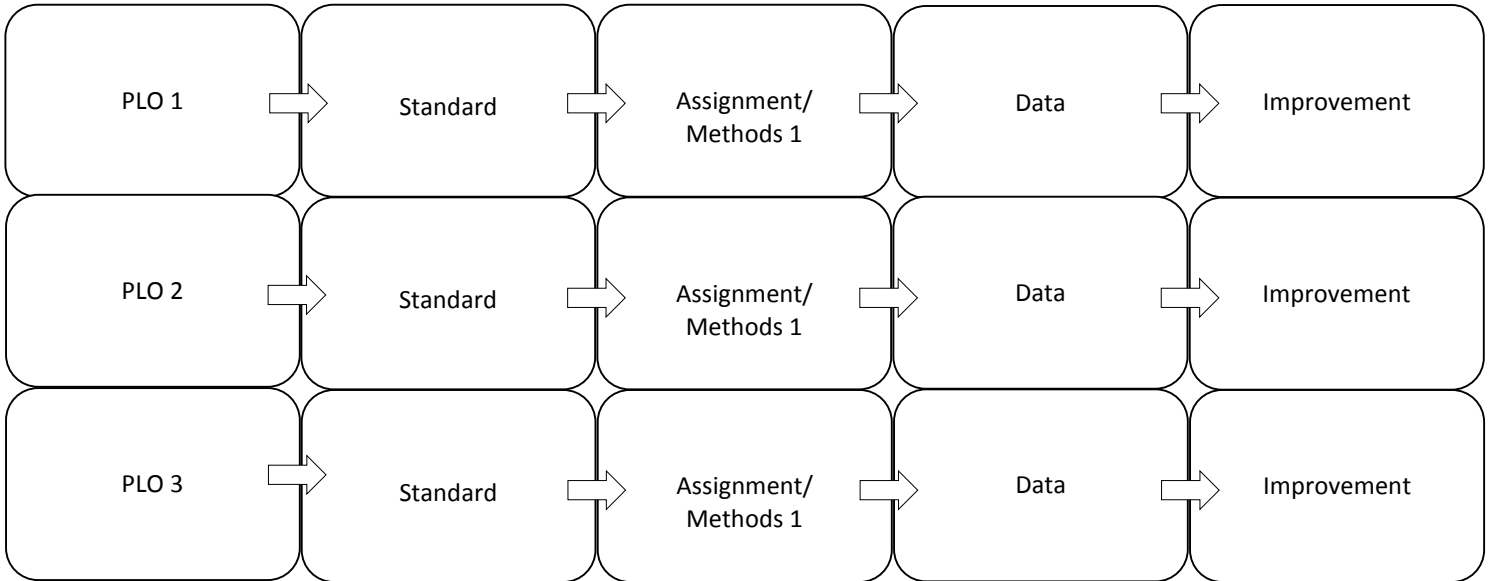 PLO 1
Standard
Assignment/
Methods 1
Data
Improvement
PLO 2
Standard
Assignment/
Methods 1
Data
Improvement
PLO 3
Standard
Assignment/
Methods 1
Data
Improvement